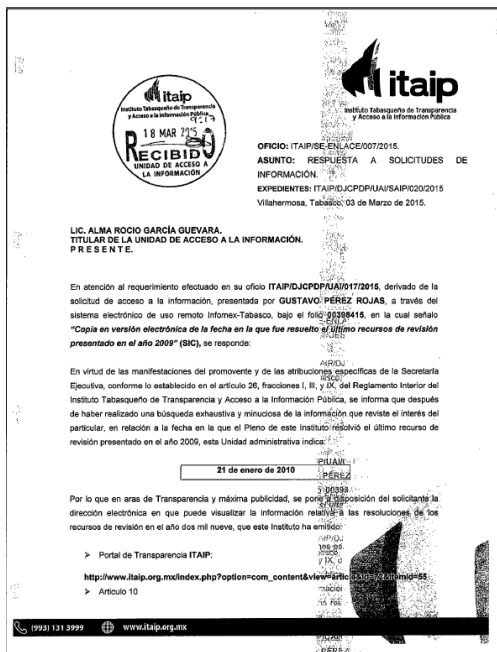 itaip
Instituto Tabasqueño de Transparencia
y Acceso a la Información Pública
itaip
Instituto Tabasqueño de Transparencia
y Acceso a la Información Pública
18 MAR 2015
RECIBIDO
UNIDAD DE ACCESO A
LA INFORMACIÓN
OFICIO: ITAIP/SE-ENLACE/007/2015.
ASUNTO: RESPUESTA A SOLICITUDES DE
INFORMACIÓN.
EXPEDIENTES: ITAIP/DJCPDP/UAI/SAIP/020/2015
Villahermosa, Tabasco, 03 de Marzo de 2015.
LIC. ALMA ROCIO GARCÍA GUEVARA.
TITULAR DE LA UNIDAD DE ACCESO A LA INFORMACIÓN.
P R E S E N T E.
En atención al requerimiento efectuado en su oficio ITAIP/DJCPDP/UAI/017/2015, derivado de la
solicitud de acceso a la información, presentada por GUSTAVO PÉREZ ROJAS, a través del
sistema electrónico de uso remoto Infomex-Tabasco, bajo el folio 00398415, en la cual señaló
"Copia en versión electrónica de la fecha en la que fue resuelto el último recursos de revisión
presentado en el año 2009" (SIC), se responde:
En virtud de las manifestaciones del promovente y de las atribuciones específicas de la Secretaría
Ejecutiva, conforme lo establecido en el artículo 26, fracciones I, III, y IX, del Reglamento Interior del
Instituto Tabasqueño de Transparencia y Acceso a la Información Pública, se informa que después
de haber realizado una búsqueda exhaustiva y minuciosa de la información que reviste el interés del
particular, en relación a la fecha en la que el Pleno de este Instituto resolvió el último recurso de
revisión presentado en el año 2009, esta Unidad administrativa indica:
21 de enero de 2010
Por lo que en aras de Transparencia y máxima publicidad, se pone a disposición del solicitante la
dirección electrónica en que puede visualizar la información relativa a las resoluciones de los
recursos de revisión en el año dos mil nueve, que este Instituto ha emitido:
➢ Portal de Transparencia ITAIP:
http://www.itaip.org.mx/index.php?option=com_content&view=article
➢ Articulo 10
(993) 131 3999 www.itaip.org.mx